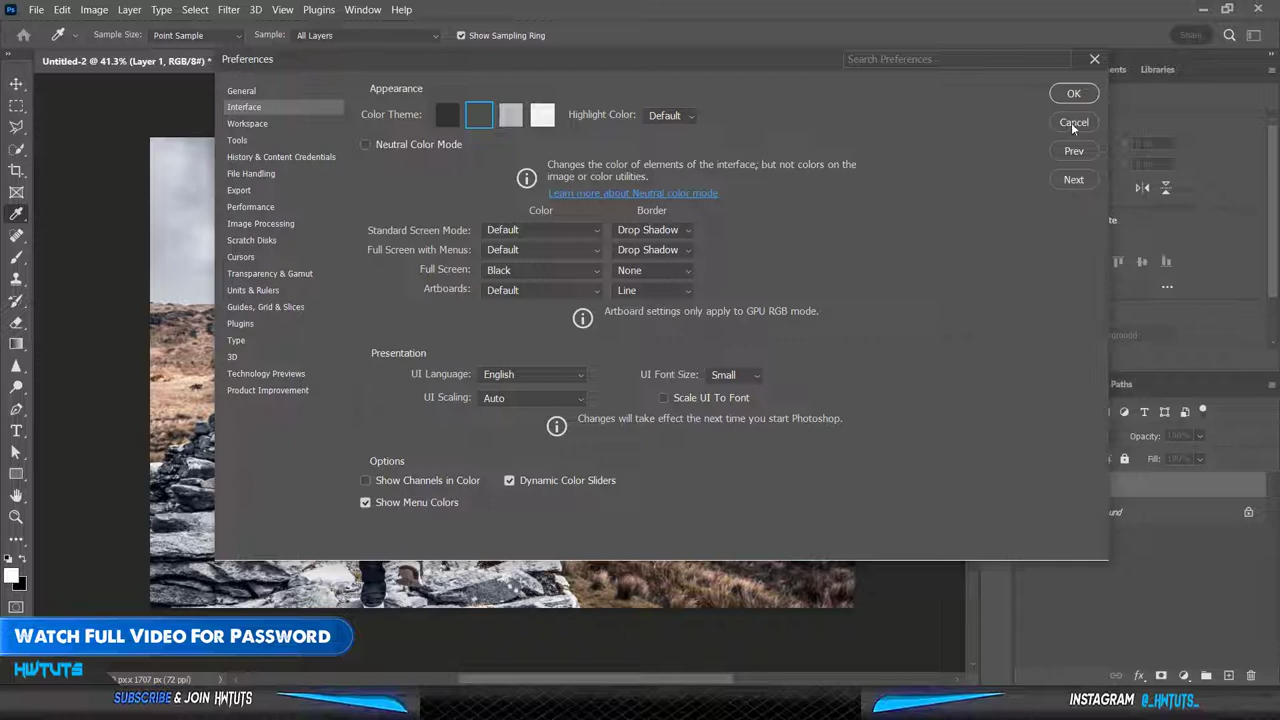 Ps File Edit Image Layer Type Select Filter 3D View Plugins Window Help
Sample Size: Point Sample Sample: All Layers Show Sampling Ring Share
Untitled-2 @ 41.3% (Layer 1, RGB/8#) *
Preferences
Search Preferences
Libraries
General
Interface
Workspace
Tools
History & Content Credentials
File Handling
Export
Performance
Image Processing
Scratch Disks
Cursors
Transparency & Gamut
Units & Rulers
Guides, Grid & Slices
Plugins
Type
3D
Technology Previews
Product Improvement
Appearance
Color Theme: Highlight Color: Default
Neutral Color Mode
Changes the color of elements of the interface, but not colors on the
image or color utilities.
Learn more about Neutral color mode
Color Border
Standard Screen Mode: Default Drop Shadow
Full Screen with Menus: Default Drop Shadow
Full Screen: Black None
Artboards: Default Line
Artboard settings only apply to GPU RGB mode.
Presentation
UI Language: English UI Font Size: Small
UI Scaling: Auto Scale UI To Font
Changes will take effect the next time you start Photoshop.
Options
Show Channels in Color Dynamic Color Sliders
Show Menu Colors
OK
Cancel
Prev
Next
Paths
Opacity: 100%
Fill: 100%
WATCH FULL VIDEO FOR PASSWORD
HWTUTS
px x 1707 px (72 ppi)
SUBSCRIBE & JOIN HWTUTS
INSTAGRAM @_HWTUTS_